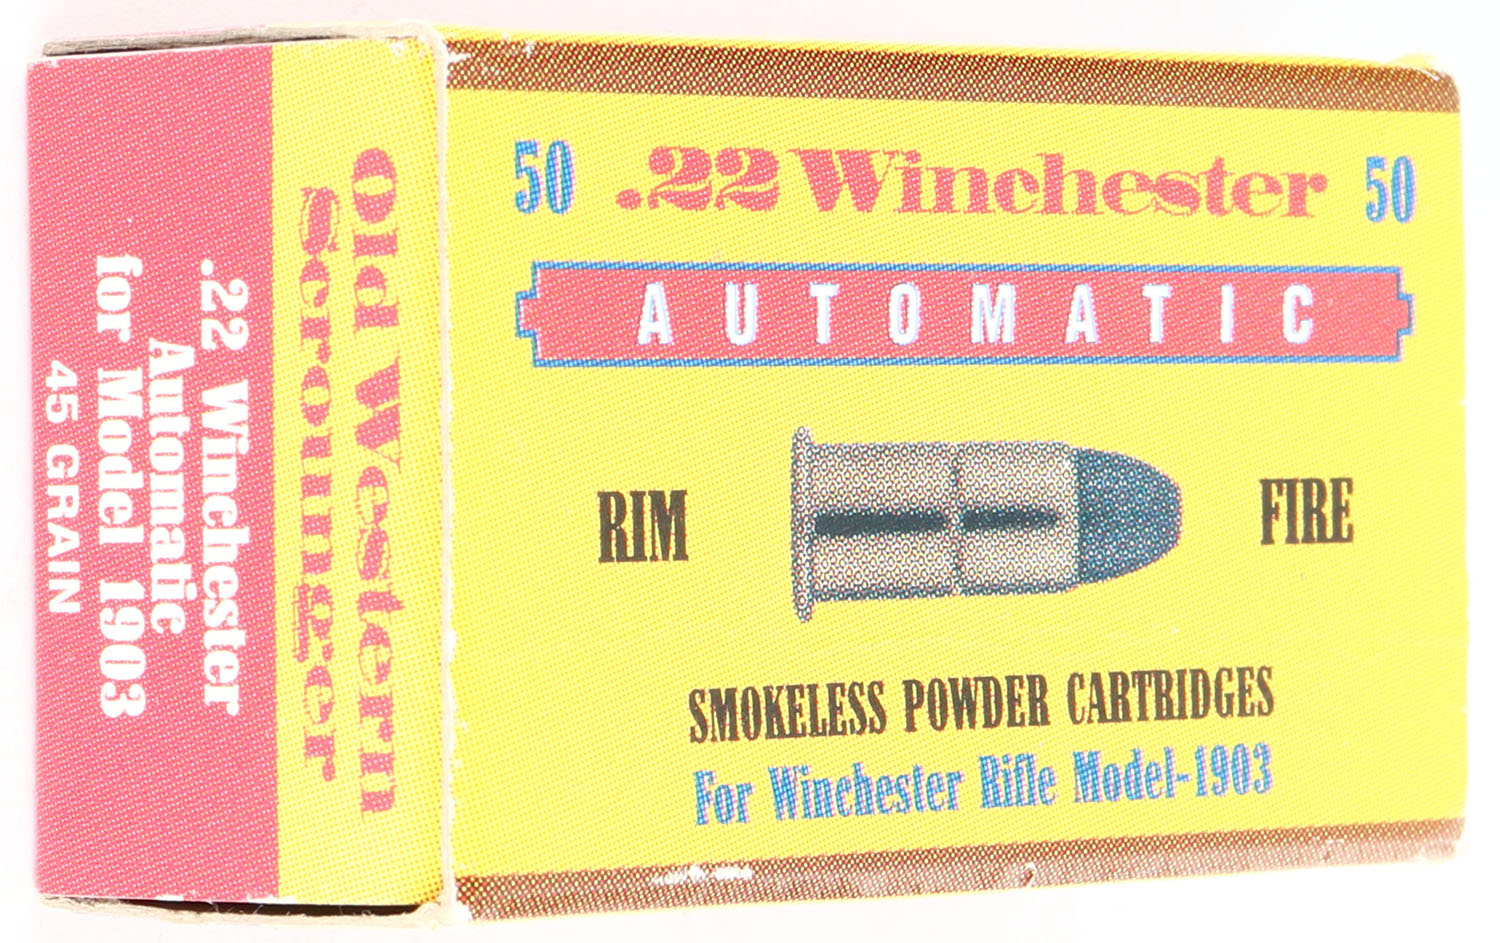 50 .22 Winchester 50
AUTOMATIC
RIM FIRE
SMOKELESS POWDER CARTRIDGES
For Winchester Rifle Model-1903
Old Western
Scrounger
.22 Winchester
Automatic
for Model 1903
45 GRAIN